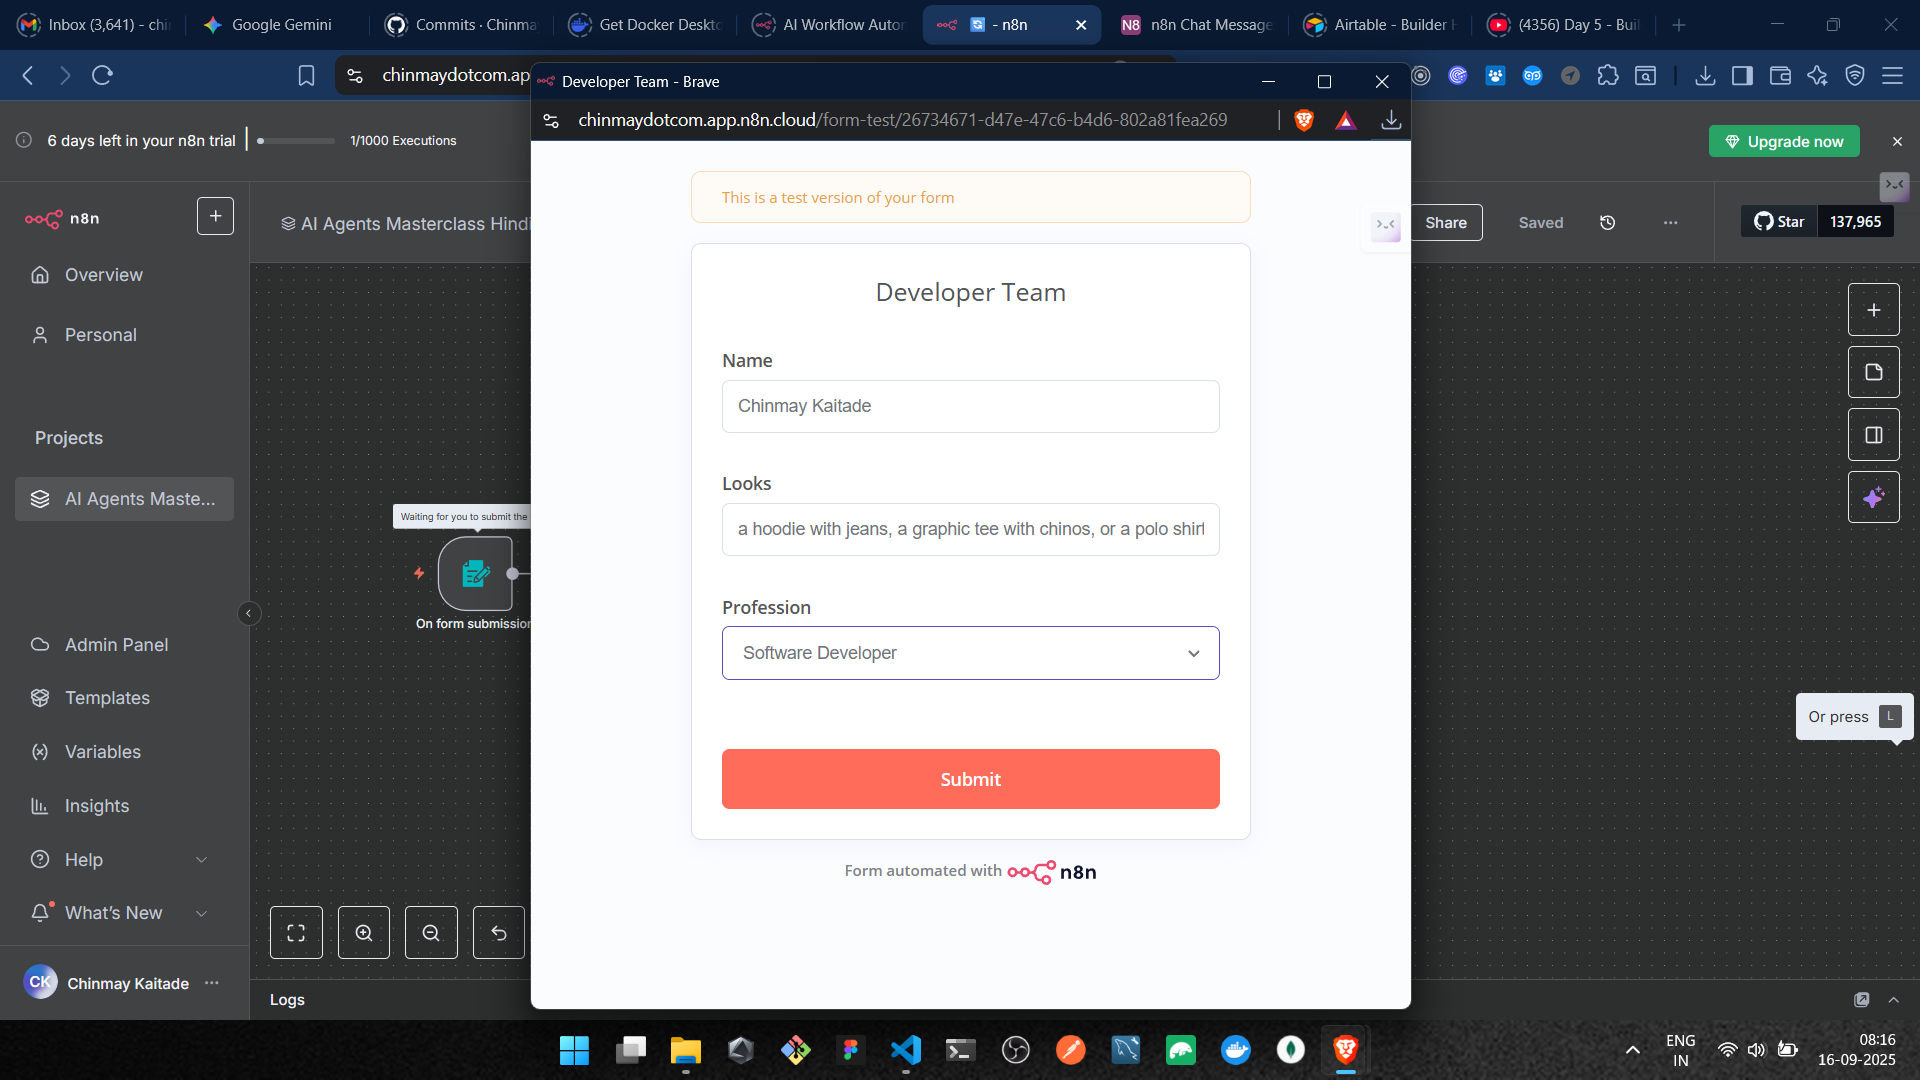 Inbox (3,641) - chi
Google Gemini
Commits · Chinma
Get Docker Deskto
AI Workflow Autor
- n8n
N8
n8n Chat Message
Airtable - Builder H
(4356) Day 5 - Buil
chinmaydotcom.ap
Developer Team - Brave
chinmaydotcom.app.n8n.cloud/form-test/26734671-d47e-47c6-b4d6-802a81fea269
6 days left in your n8n trial
1/1000 Executions
Upgrade now
n8n
AI Agents Masterclass Hindi
Share
Saved
Star
137,965
Overview
Personal
Projects
AI Agents Maste...
Admin Panel
Templates
Variables
Insights
Help
What's New
CK
Chinmay Kaitade
Waiting for you to submit the
On form submission
Logs
This is a test version of your form
Developer Team
Name
Chinmay Kaitade
Looks
a hoodie with jeans, a graphic tee with chinos, or a polo shirt
Profession
Software Developer
Submit
Form automated with n8n
Or press L
ENG
IN
08:16
16-09-2025